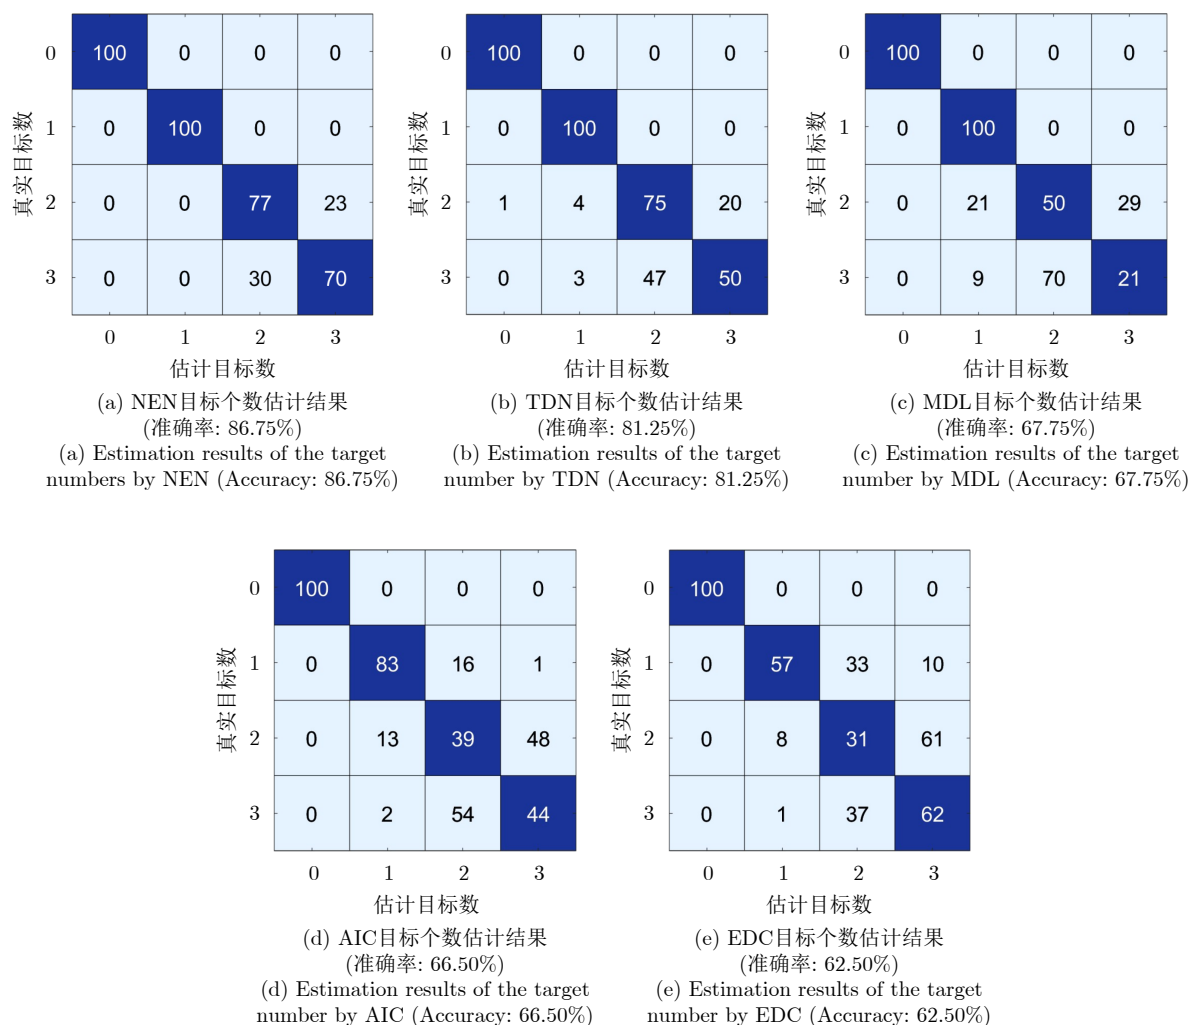 0 100 0 0 0
1 0 100 0 0
2 0 0 77 23
3 0 0 30 70
0 1 2 3
真实目标数
估计目标数
(a) NEN目标个数估计结果
(准确率: 86.75%)
(a) Estimation results of the target
numbers by NEN (Accuracy: 86.75%)
0 100 0 0 0
1 0 100 0 0
2 1 4 75 20
3 0 3 47 50
0 1 2 3
真实目标数
估计目标数
(b) TDN目标个数估计结果
(准确率: 81.25%)
(b) Estimation results of the target
number by TDN (Accuracy: 81.25%)
0 100 0 0 0
1 0 100 0 0
2 0 21 50 29
3 0 9 70 21
0 1 2 3
真实目标数
估计目标数
(c) MDL目标个数估计结果
(准确率: 67.75%)
(c) Estimation results of the target
number by MDL (Accuracy: 67.75%)
0 100 0 0 0
1 0 83 16 1
2 0 13 39 48
3 0 2 54 44
0 1 2 3
真实目标数
估计目标数
(d) AIC目标个数估计结果
(准确率: 66.50%)
(d) Estimation results of the target
number by AIC (Accuracy: 66.50%)
0 100 0 0 0
1 0 57 33 10
2 0 8 31 61
3 0 1 37 62
0 1 2 3
真实目标数
估计目标数
(e) EDC目标个数估计结果
(准确率: 62.50%)
(e) Estimation results of the target
number by EDC (Accuracy: 62.50%)